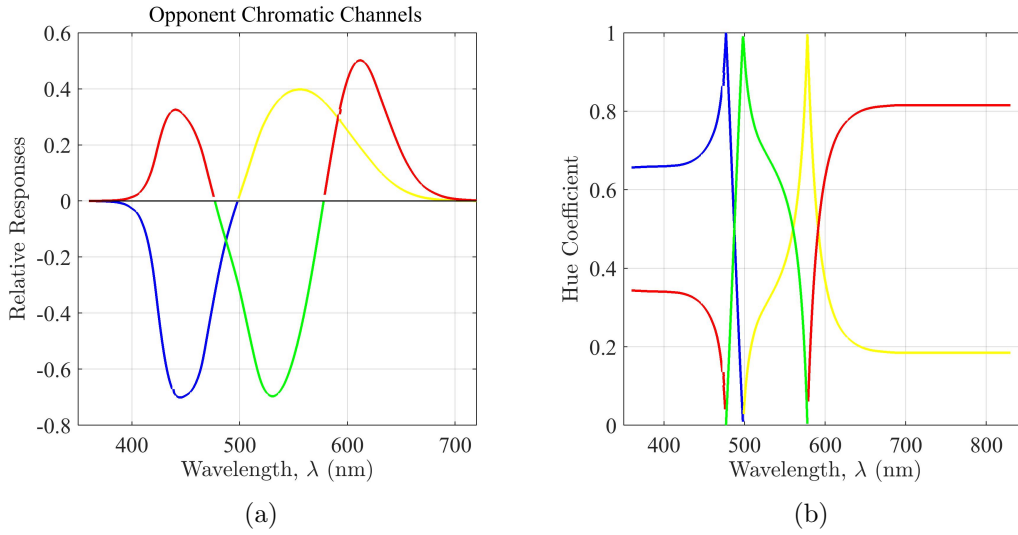 Opponent Chromatic Channels
Relative Responses
0.6
0.4
0.2
0
-0.2
-0.4
-0.6
-0.8
400 500 600 700
Wavelength, λ (nm)
(a)
Hue Coefficient
1
0.8
0.6
0.4
0.2
0
400 500 600 700 800
Wavelength, λ (nm)
(b)